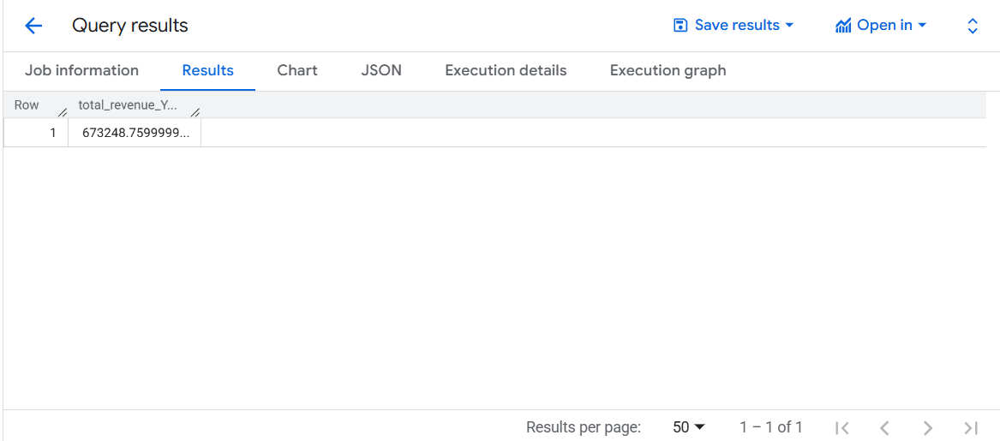 Query results Save results Open in
Job information Results Chart JSON Execution details Execution graph
Row total_revenue_Y...
1 673248.7599999...
Results per page: 50 1 – 1 of 1